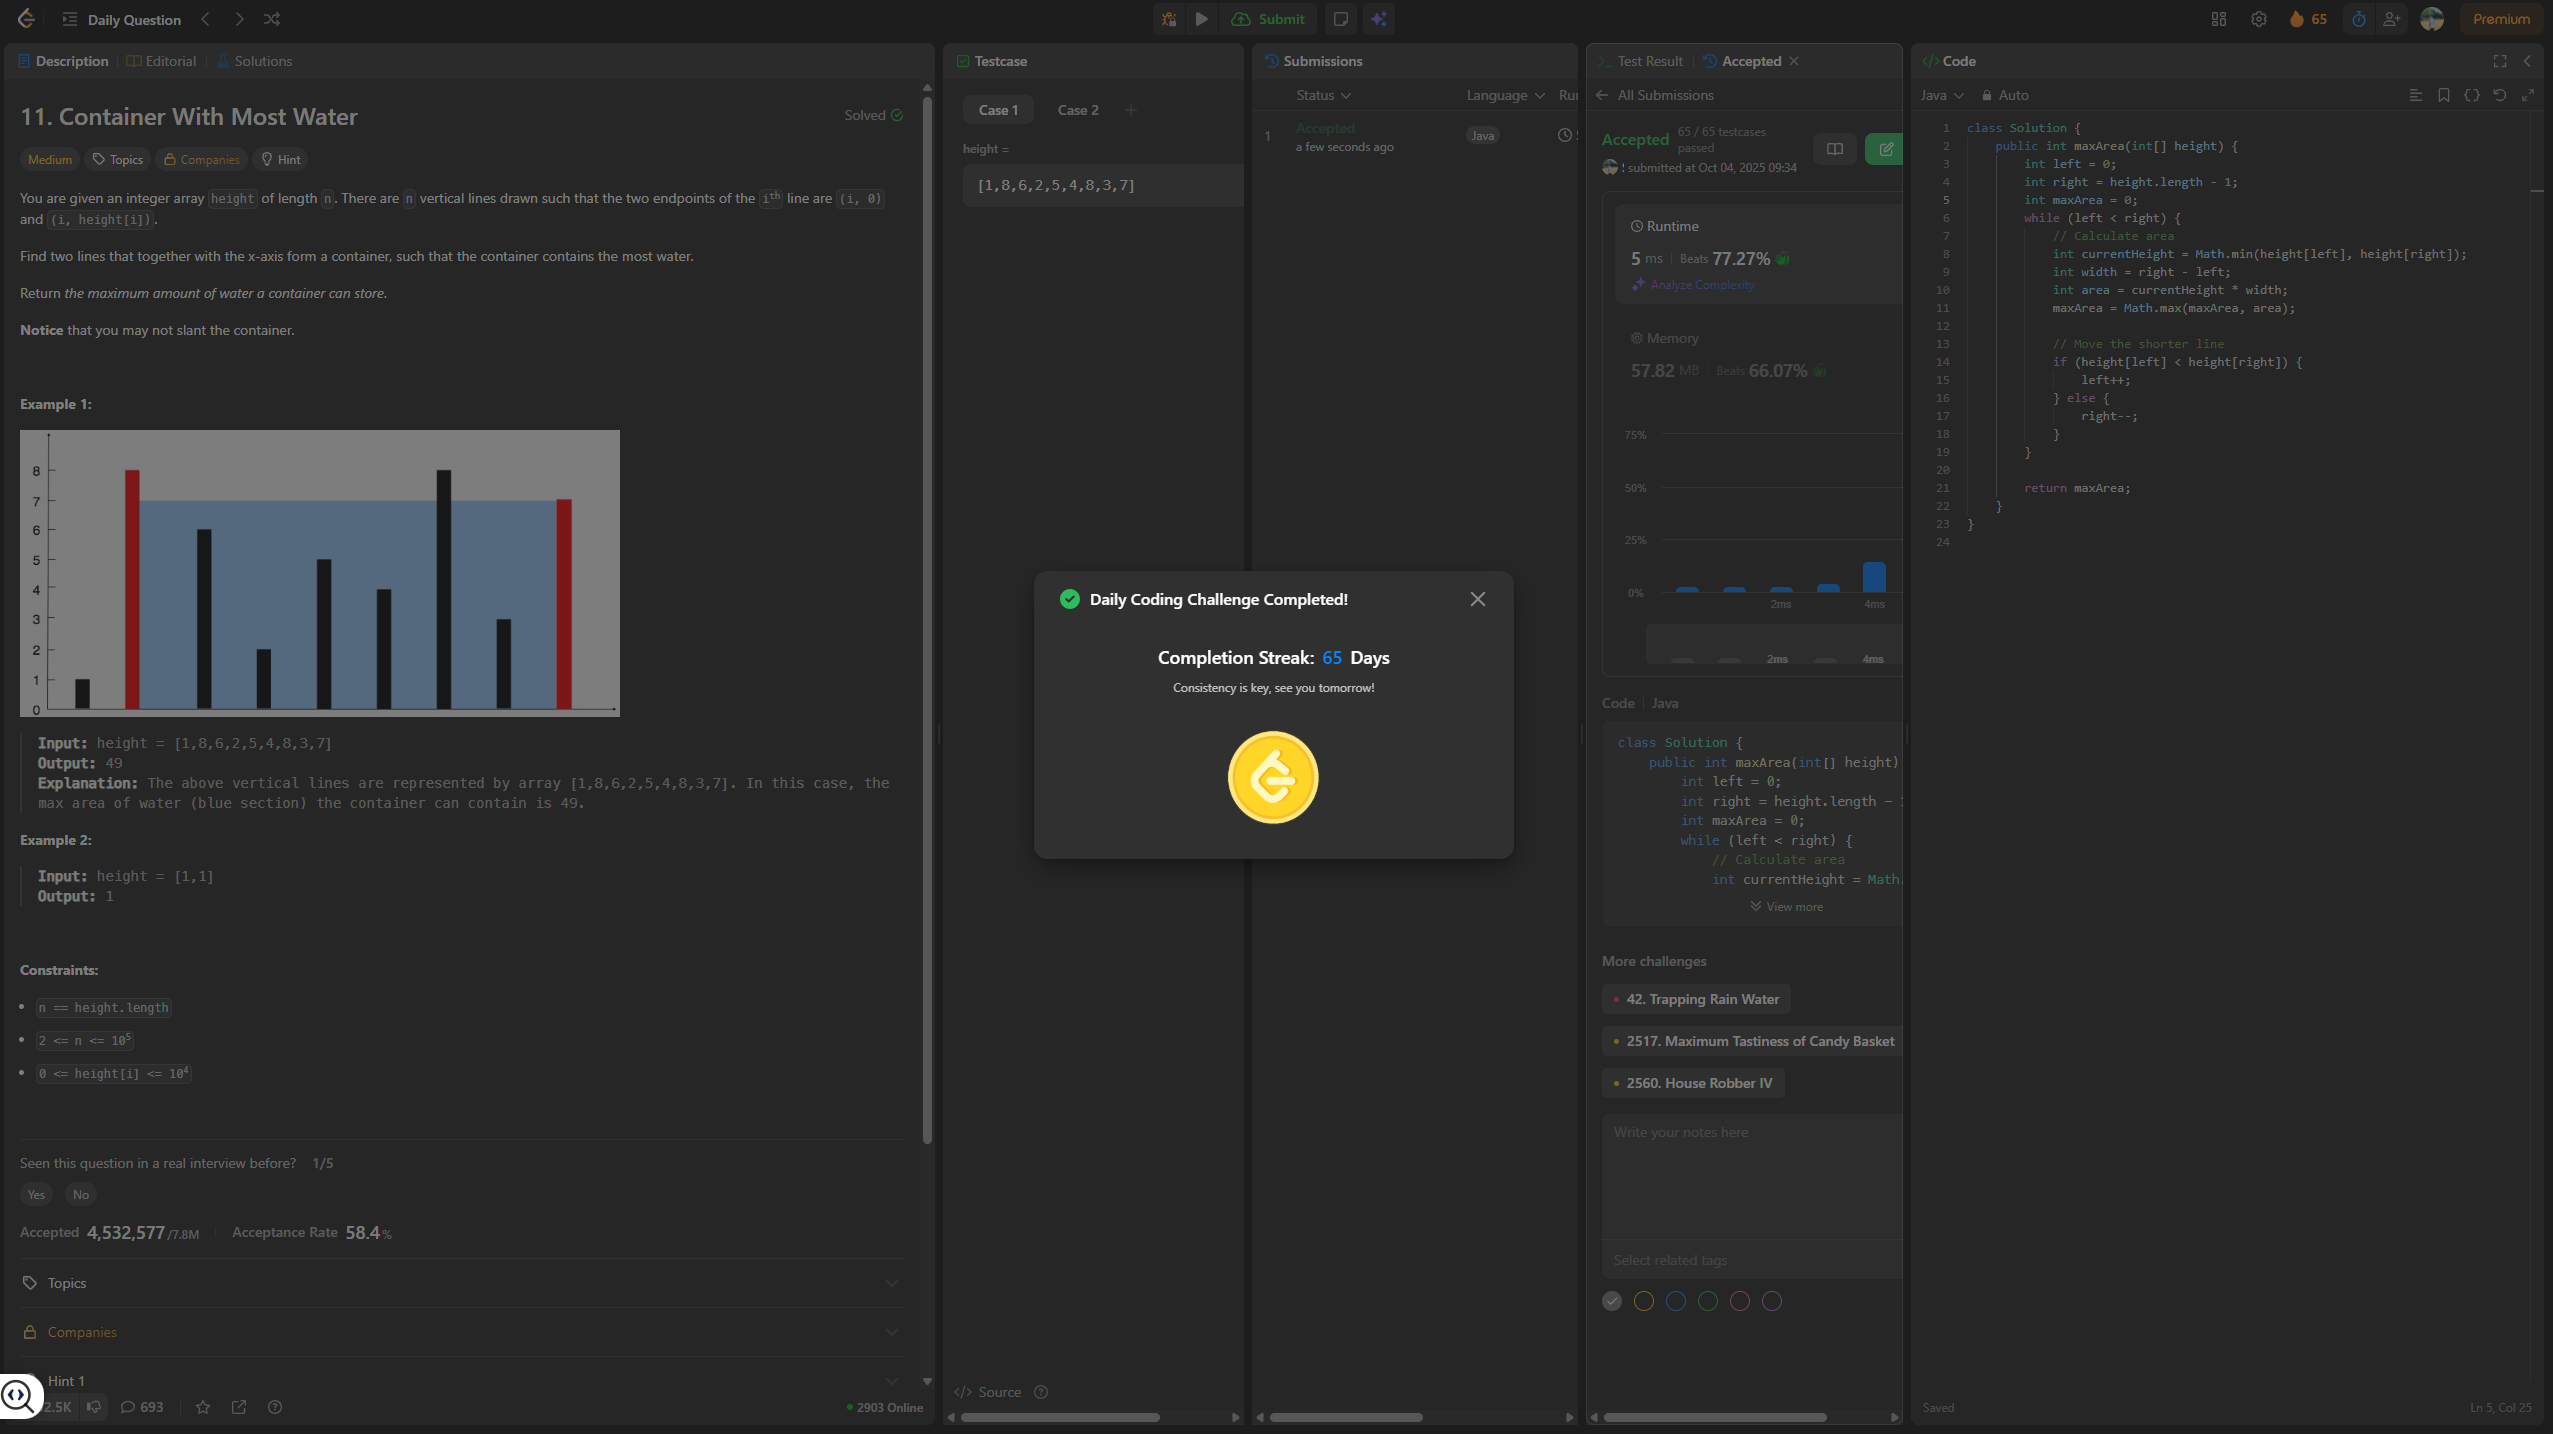 Daily Question
Submit
65
Premium
Description
Editorial
Solutions
11. Container With Most Water
Solved
Medium
Topics
Companies
Hint
You are given an integer array height of length n. There are n vertical lines drawn such that the two endpoints of the ith line are (i, 0)
and (i, height[i]).
Find two lines that together with the x-axis form a container, such that the container contains the most water.
Return the maximum amount of water a container can store.
Notice that you may not slant the container.
Example 1:
8
7
6
5
4
3
2
1
0
Input: height = [1,8,6,2,5,4,8,3,7]
Output: 49
Explanation: The above vertical lines are represented by array [1,8,6,2,5,4,8,3,7]. In this case, the
max area of water (blue section) the container can contain is 49.
Example 2:
Input: height = [1,1]
Output: 1
Constraints:
n == height.length
2 <= n <= 10^5
0 <= height[i] <= 10^4
Seen this question in a real interview before? 1/5
Yes No
Accepted 4,532,577/7.8M Acceptance Rate 58.4%
Topics
Companies
Hint 1
2.5K
693
2903 Online
Testcase
Case 1 Case 2 +
height =
[1,8,6,2,5,4,8,3,7]
</> Source
Submissions
Status Language
1 Accepted Java
a few seconds ago
Test Result
Accepted
All Submissions
Accepted 65 / 65 testcases
passed
submitted at Oct 04, 2025 09:34
Runtime
5 ms Beats 77.27%
Analyze Complexity
Memory
57.82 MB Beats 66.07%
75%
50%
25%
0%
2ms 4ms
2ms 4ms
Code Java
class Solution {
public int maxArea(int[] height)
int left = 0;
int right = height.length -
int maxArea = 0;
while (left < right) {
// Calculate area
int currentHeight = Math.
View more
More challenges
42. Trapping Rain Water
2517. Maximum Tastiness of Candy Basket
2560. House Robber IV
Write your notes here
Select related tags
Daily Coding Challenge Completed!
Completion Streak: 65 Days
Consistency is key, see you tomorrow!
</> Code
Java Auto
1 class Solution {
2 public int maxArea(int[] height) {
3 int left = 0;
4 int right = height.length - 1;
5 int maxArea = 0;
6 while (left < right) {
7 // Calculate area
8 int currentHeight = Math.min(height[left], height[right]);
9 int width = right - left;
10 int area = currentHeight * width;
11 maxArea = Math.max(maxArea, area);
12
13 // Move the shorter line
14 if (height[left] < height[right]) {
15 left++;
16 } else {
17 right--;
18 }
19 }
20
21 return maxArea;
22 }
23 }
24
Saved
Ln 5, Col 25